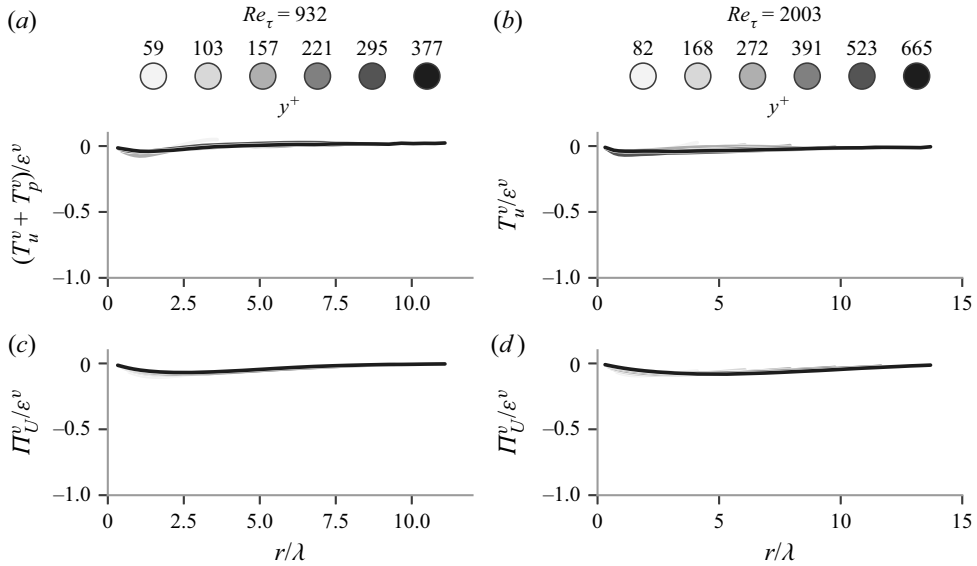 (a)
Re_τ = 932
59 103 157 221 295 377
y⁺
0
–0.5
–1.0
(T_u^v + T_p^v)/ε^v
0 2.5 5.0 7.5 10.0
(b)
Re_τ = 2003
82 168 272 391 523 665
y⁺
0
–0.5
–1.0
T_u^v/ε^v
0 5 10 15
(c)
0
–0.5
–1.0
Π_U^v/ε^v
0 2.5 5.0 7.5 10.0
r/λ
(d)
0
–0.5
–1.0
Π_U^v/ε^v
0 5 10 15
r/λ